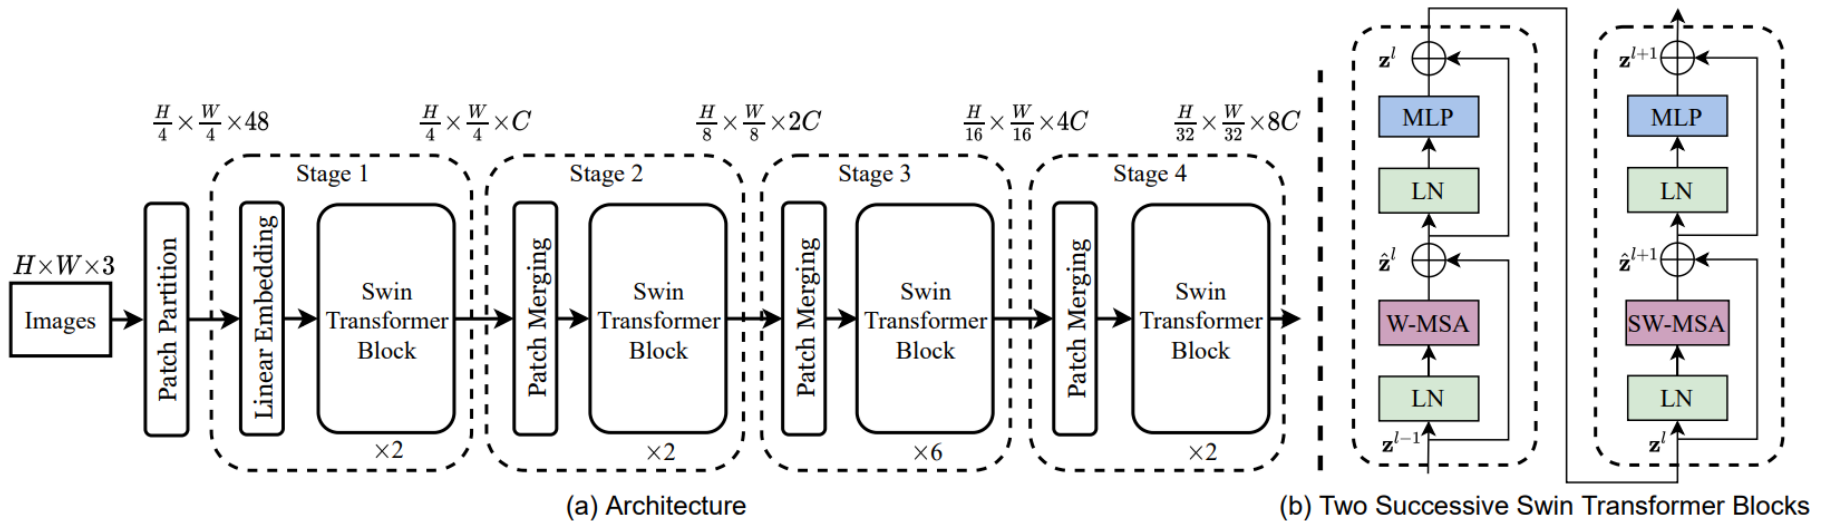 H×W×3
Images
Patch Partition
H/4 × W/4 × 48
Stage 1
Linear Embedding
Swin
Transformer
Block
×2
H/4 × W/4 × C
Stage 2
Patch Merging
Swin
Transformer
Block
×2
H/8 × W/8 × 2C
Stage 3
Patch Merging
Swin
Transformer
Block
×6
H/16 × W/16 × 4C
Stage 4
Patch Merging
Swin
Transformer
Block
×2
H/32 × W/32 × 8C
(a) Architecture
z^l
MLP
LN
ẑ^l
W-MSA
LN
z^{l-1}
z^{l+1}
MLP
LN
ẑ^{l+1}
SW-MSA
LN
z^l
(b) Two Successive Swin Transformer Blocks